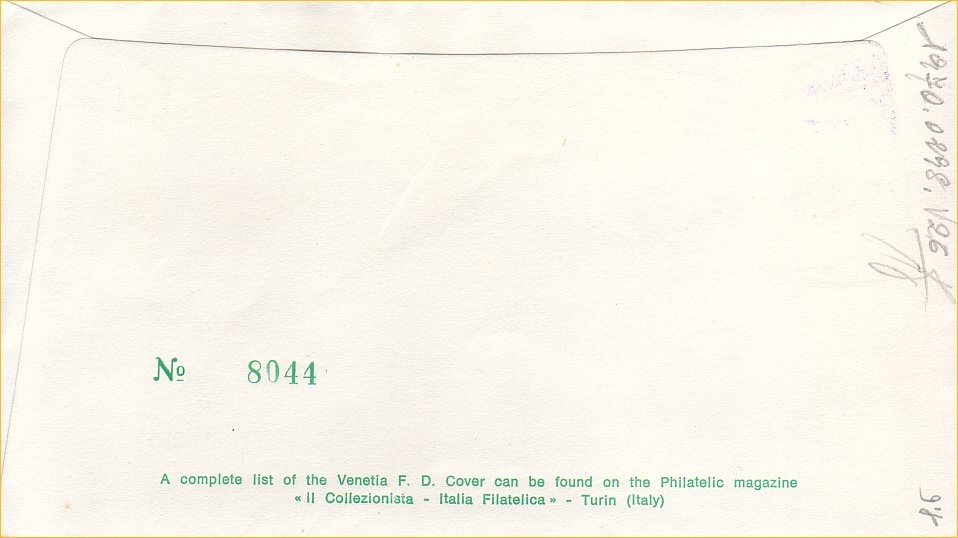 № 8044
A complete list of the Venetia F. D. Cover can be found on the Philatelic magazine
« Il Collezionista - Italia Filatelica » - Turin (Italy)